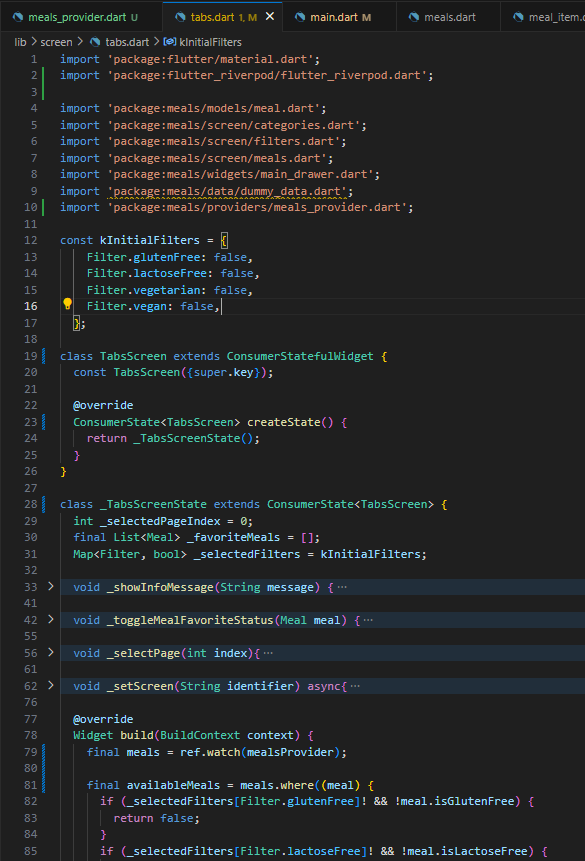 meals_provider.dart U
tabs.dart 1, M
main.dart M
meals.dart
meal_item.
lib > screen > tabs.dart > kInitialFilters
1 import 'package:flutter/material.dart';
2 import 'package:flutter_riverpod/flutter_riverpod.dart';
3
4 import 'package:meals/models/meal.dart';
5 import 'package:meals/screen/categories.dart';
6 import 'package:meals/screen/filters.dart';
7 import 'package:meals/screen/meals.dart';
8 import 'package:meals/widgets/main_drawer.dart';
9 import 'package:meals/data/dummy_data.dart';
10 import 'package:meals/providers/meals_provider.dart';
11
12 const kInitialFilters = {
13 Filter.glutenFree: false,
14 Filter.lactoseFree: false,
15 Filter.vegetarian: false,
16 Filter.vegan: false,
17 };
18
19 class TabsScreen extends ConsumerStatefulWidget {
20 const TabsScreen({super.key});
21
22 @override
23 ConsumerState<TabsScreen> createState() {
24 return _TabsScreenState();
25 }
26 }
27
28 class _TabsScreenState extends ConsumerState<TabsScreen> {
29 int _selectedPageIndex = 0;
30 final List<Meal> _favoriteMeals = [];
31 Map<Filter, bool> _selectedFilters = kInitialFilters;
32
33 > void _showInfoMessage(String message) { ···
41
42 > void _toggleMealFavoriteStatus(Meal meal) { ···
55
56 > void _selectPage(int index){ ···
61
62 > void _setScreen(String identifier) async{ ···
76
77 @override
78 Widget build(BuildContext context) {
79 final meals = ref.watch(mealsProvider);
80
81 final availableMeals = meals.where((meal) {
82 if (_selectedFilters[Filter.glutenFree]! && !meal.isGlutenFree) {
83 return false;
84 }
85 if (_selectedFilters[Filter.lactoseFree]! && !meal.isLactoseFree) {